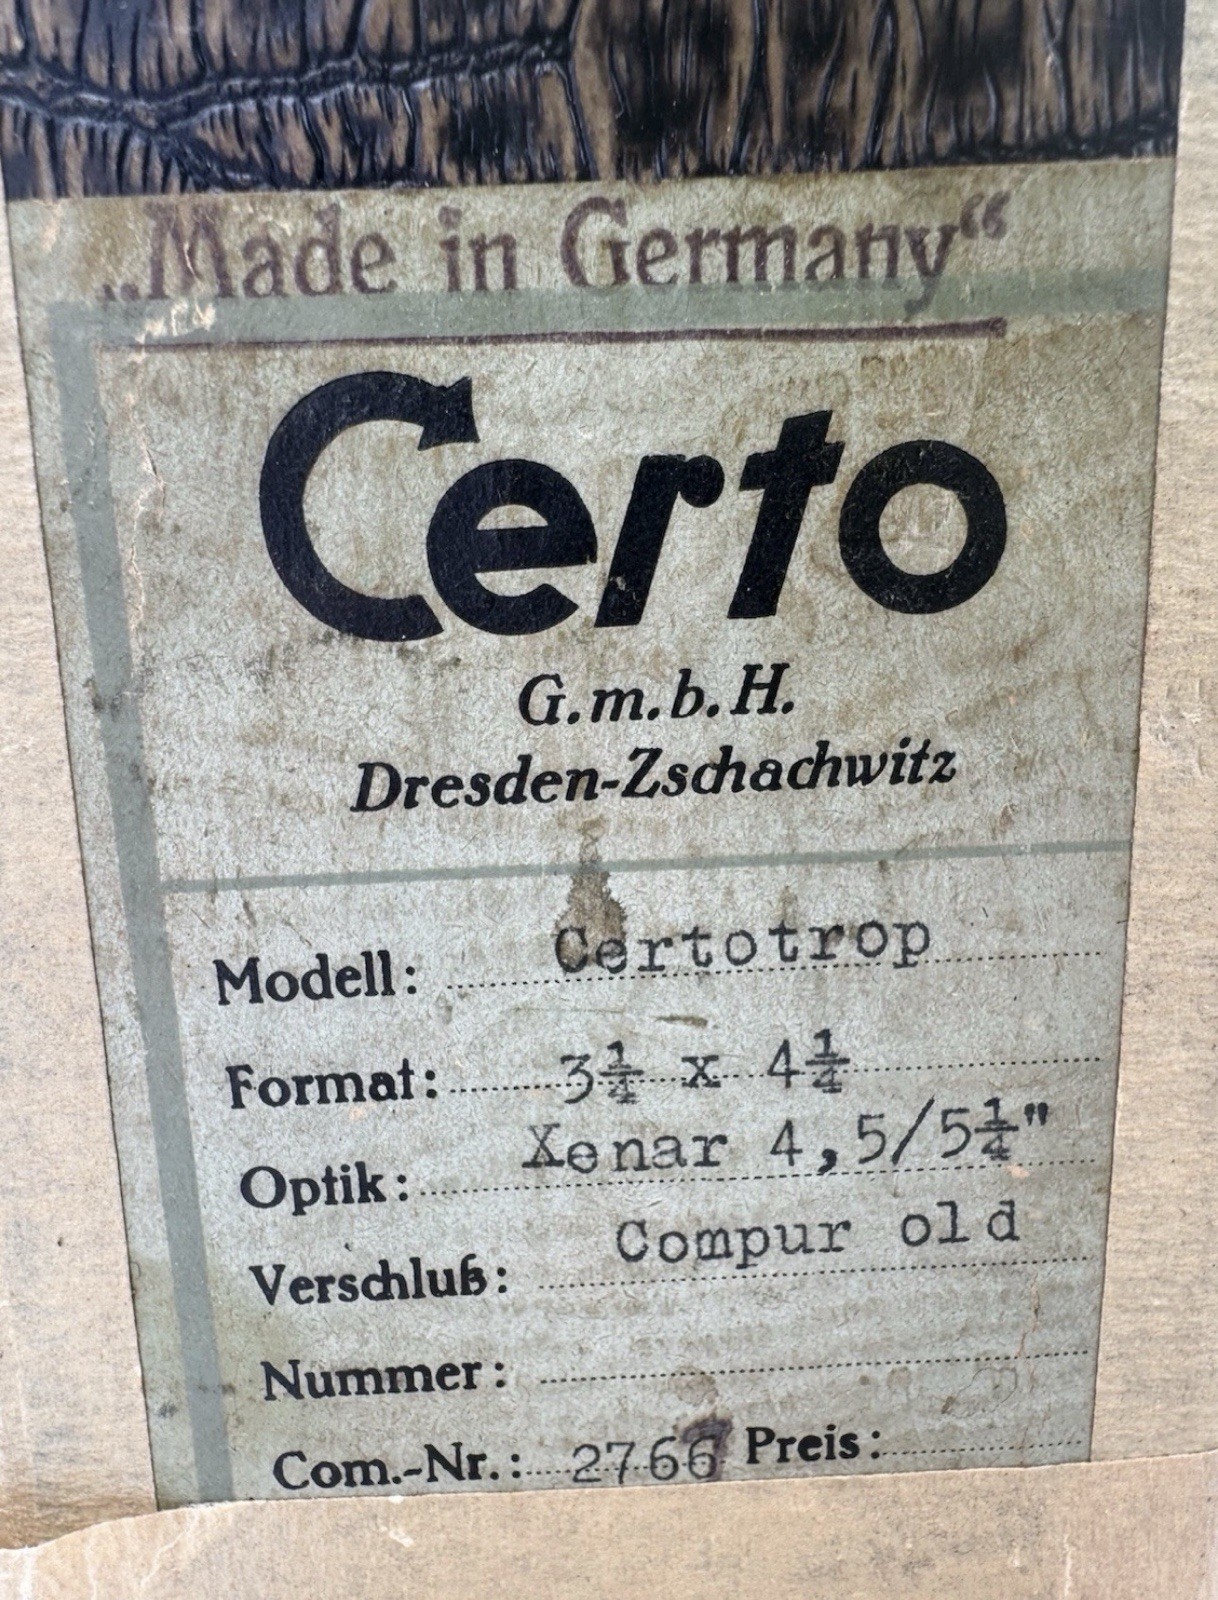 „Made in Germany“
Certo
G.m.b.H.
Dresden-Zschachwitz
Modell: Certotrop
Format: 3¼ x 4¼
Optik: Xenar 4,5/5¼"
Verschluß: Compur old
Nummer:
Com.-Nr.: 2766 Preis: